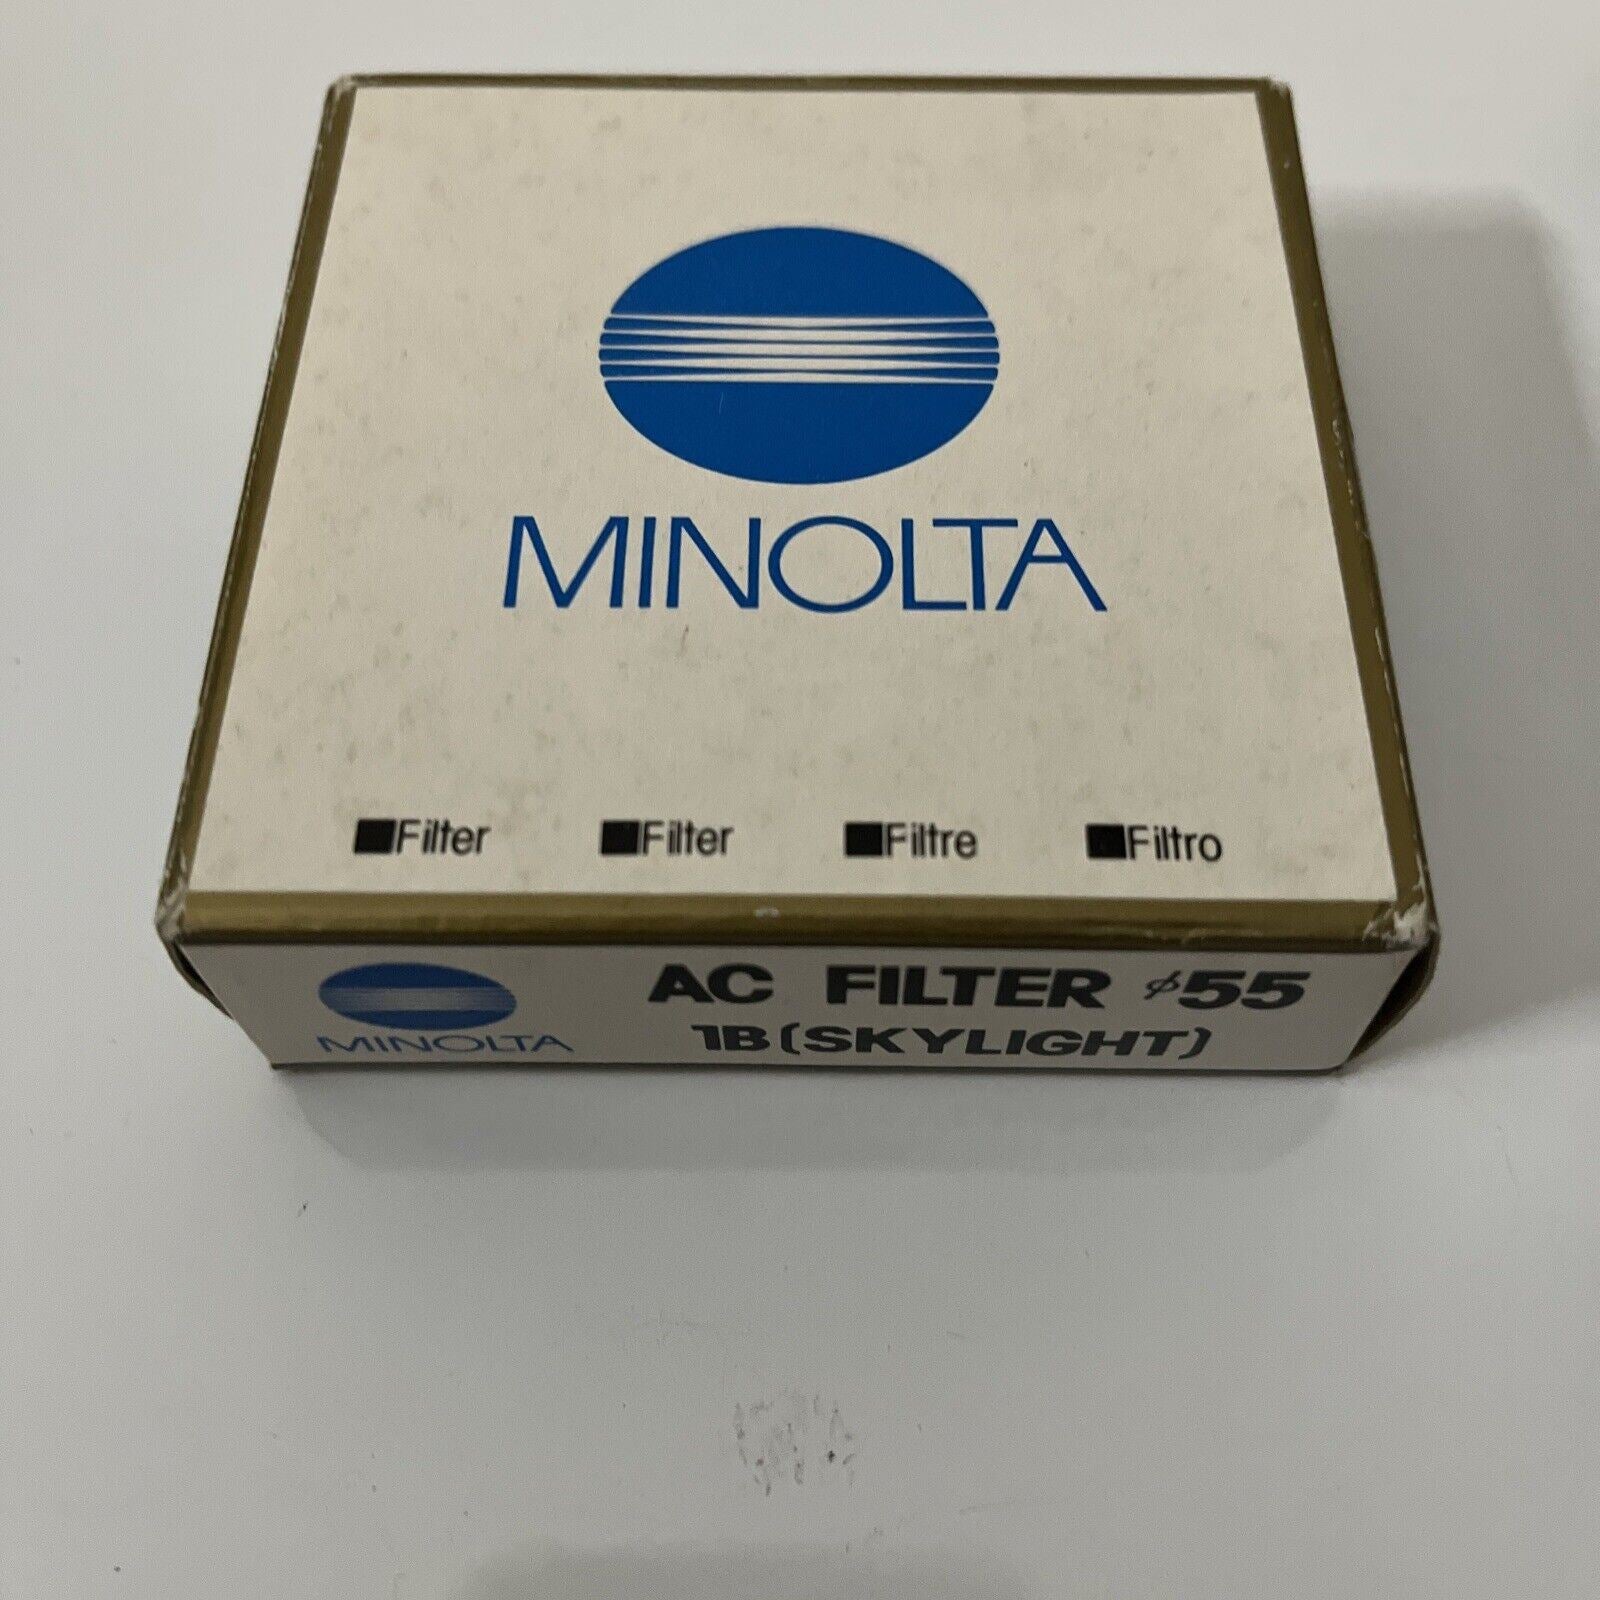 MINOLTA
■Filter ■Filter ■Filtre ■Filtro
MINOLTA
AC FILTER ϕ55
1B(SKYLIGHT)